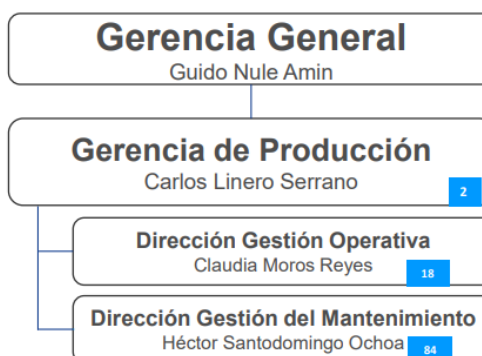 Gerencia General
Guido Nule Amin
Gerencia de Producción
Carlos Linero Serrano
2
Dirección Gestión Operativa
Claudia Moros Reyes
18
Dirección Gestión del Mantenimiento
Héctor Santodomingo Ochoa
84